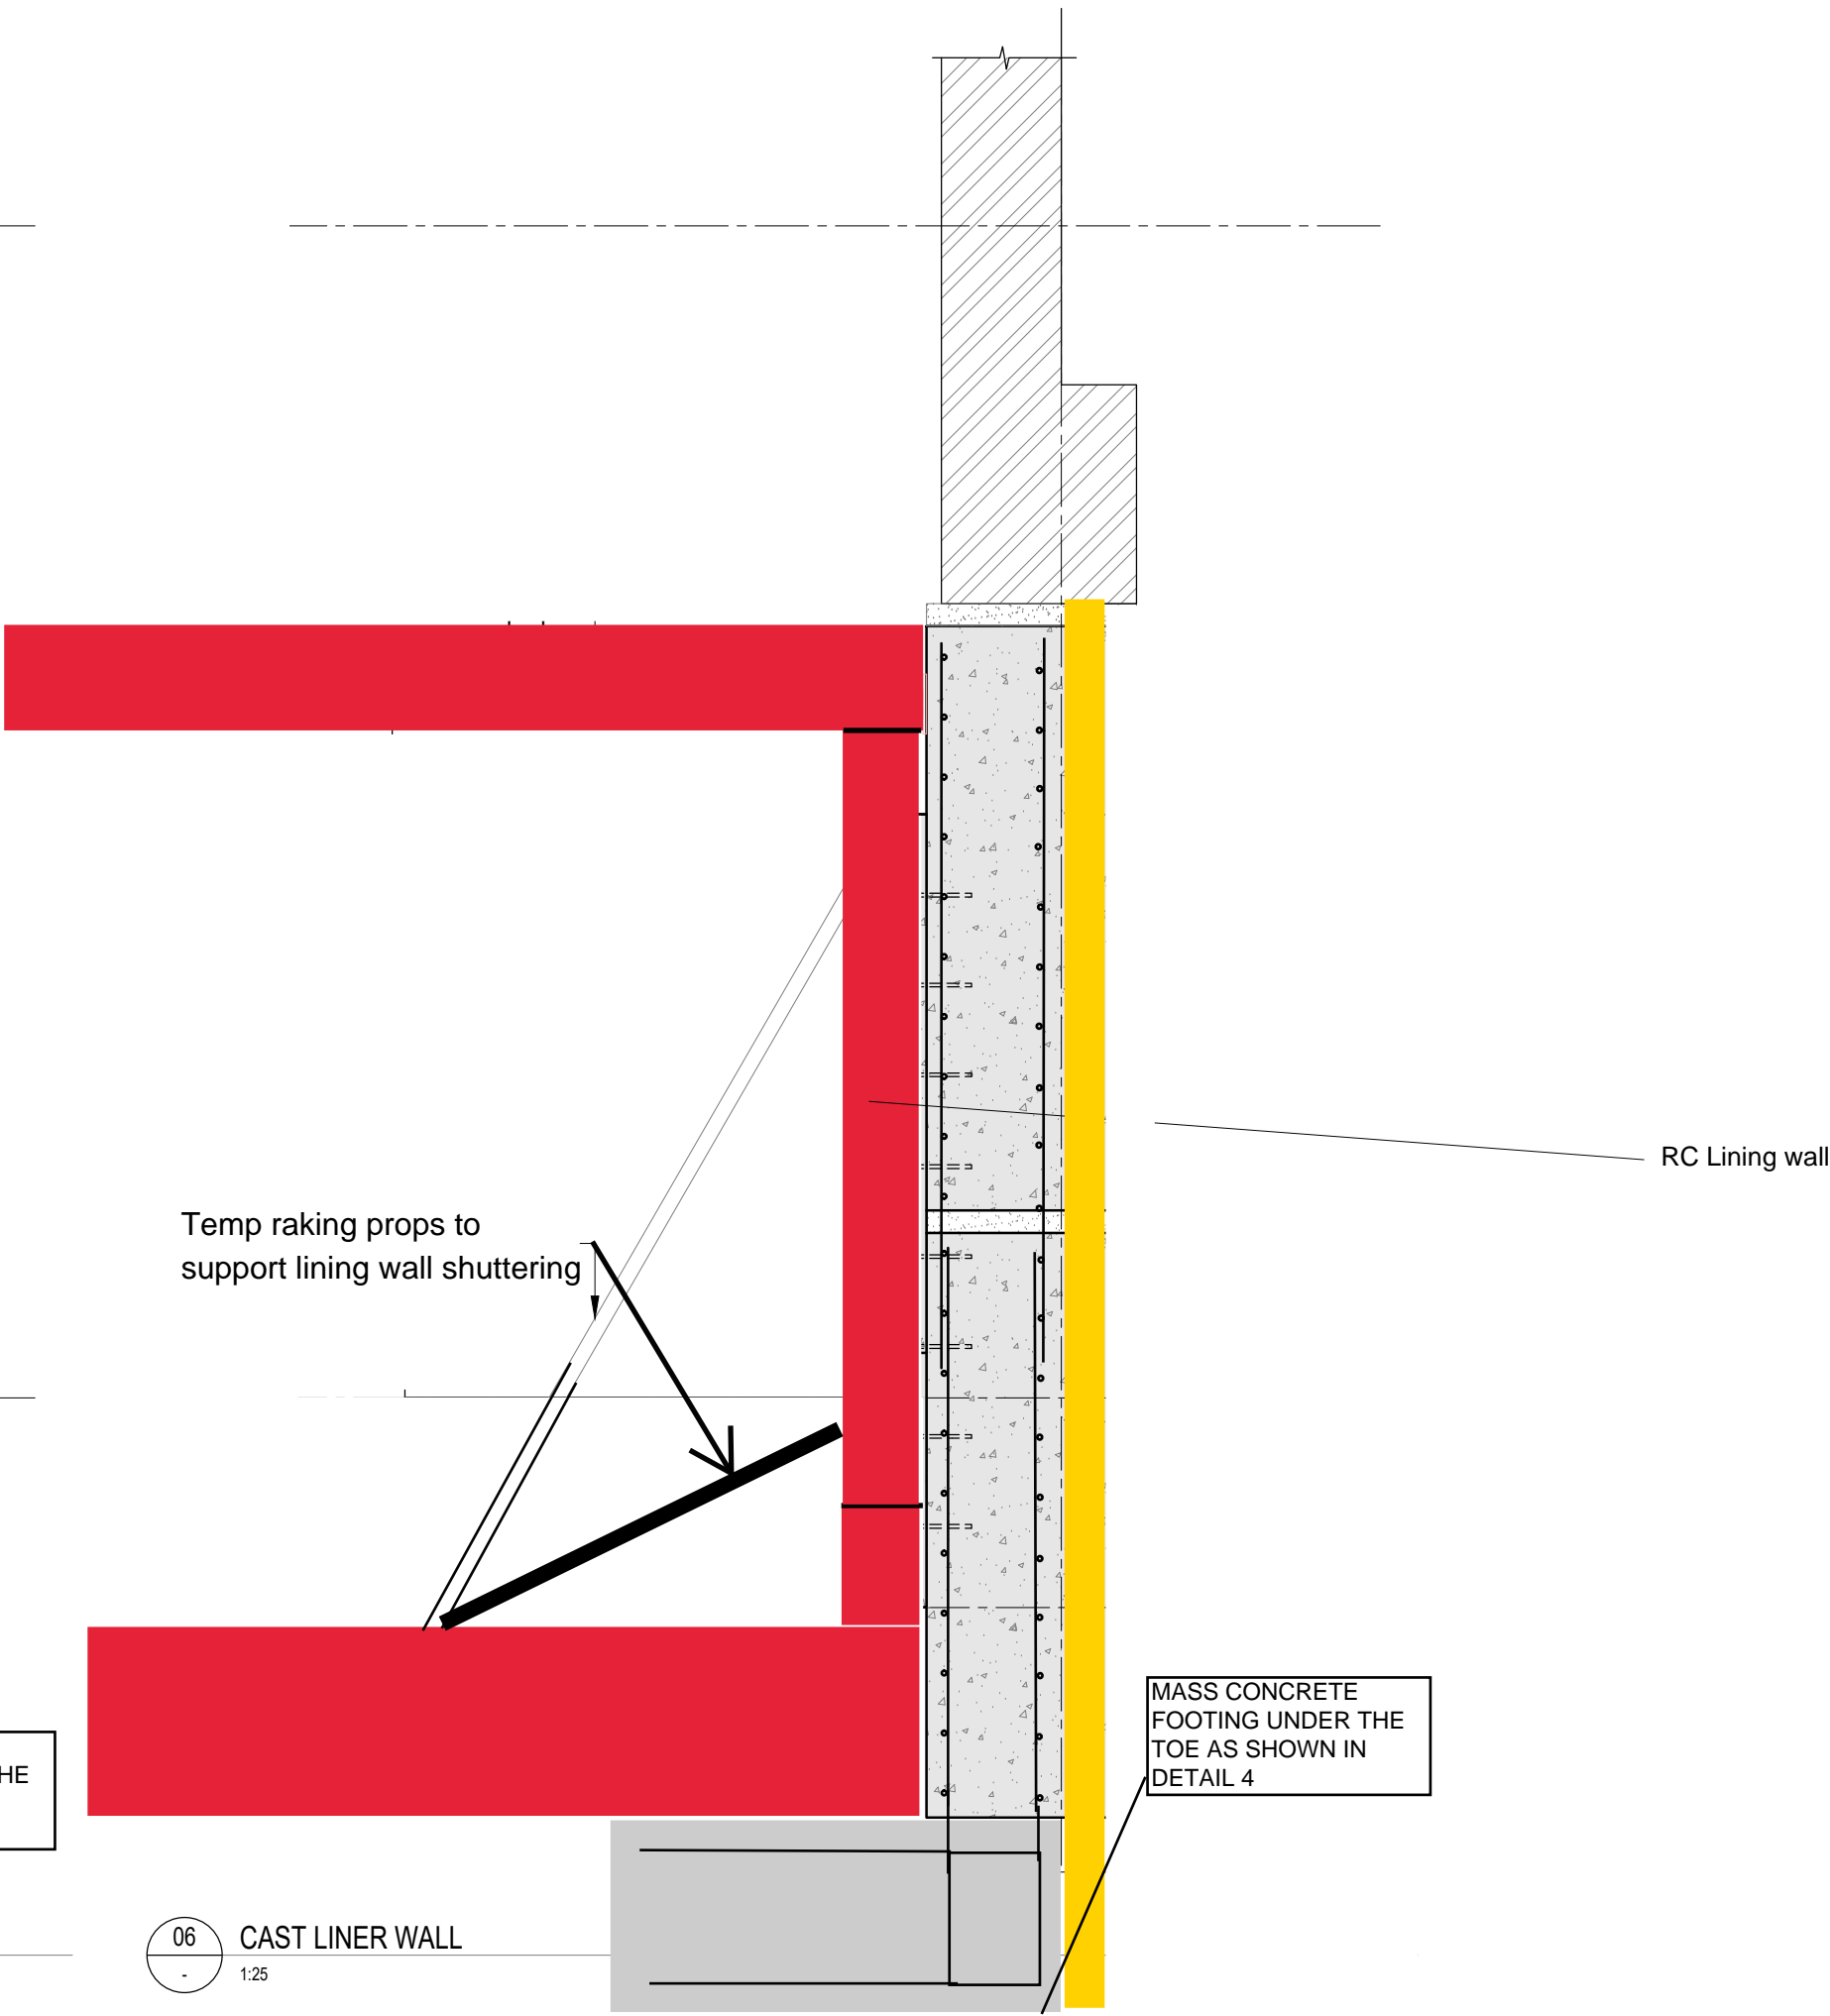 RC Lining wall
Temp raking props to
support lining wall shuttering
MASS CONCRETE
FOOTING UNDER THE
TOE AS SHOWN IN
DETAIL 4
HE
06
-
CAST LINER WALL
1:25